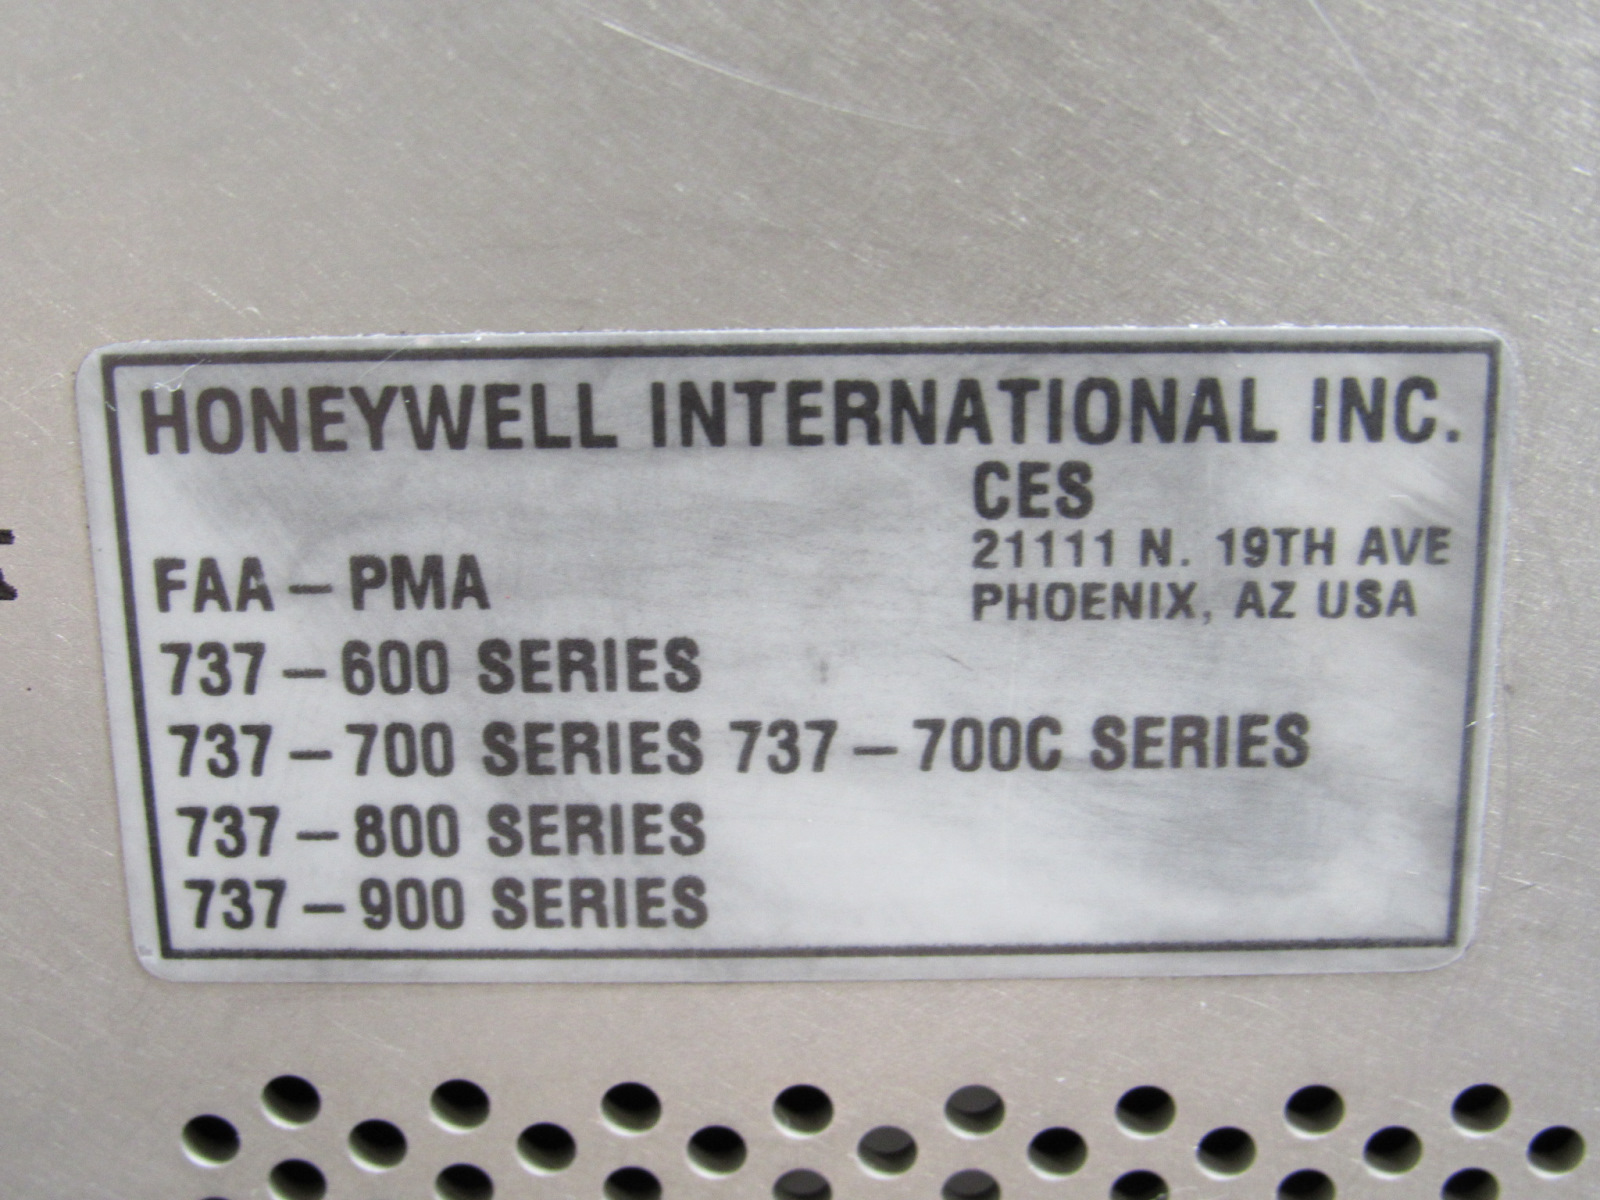 HONEYWELL INTERNATIONAL INC.
CES
21111 N. 19TH AVE
PHOENIX, AZ USA
FAA – PMA
737 – 600 SERIES
737 – 700 SERIES 737 – 700C SERIES
737 – 800 SERIES
737 – 900 SERIES